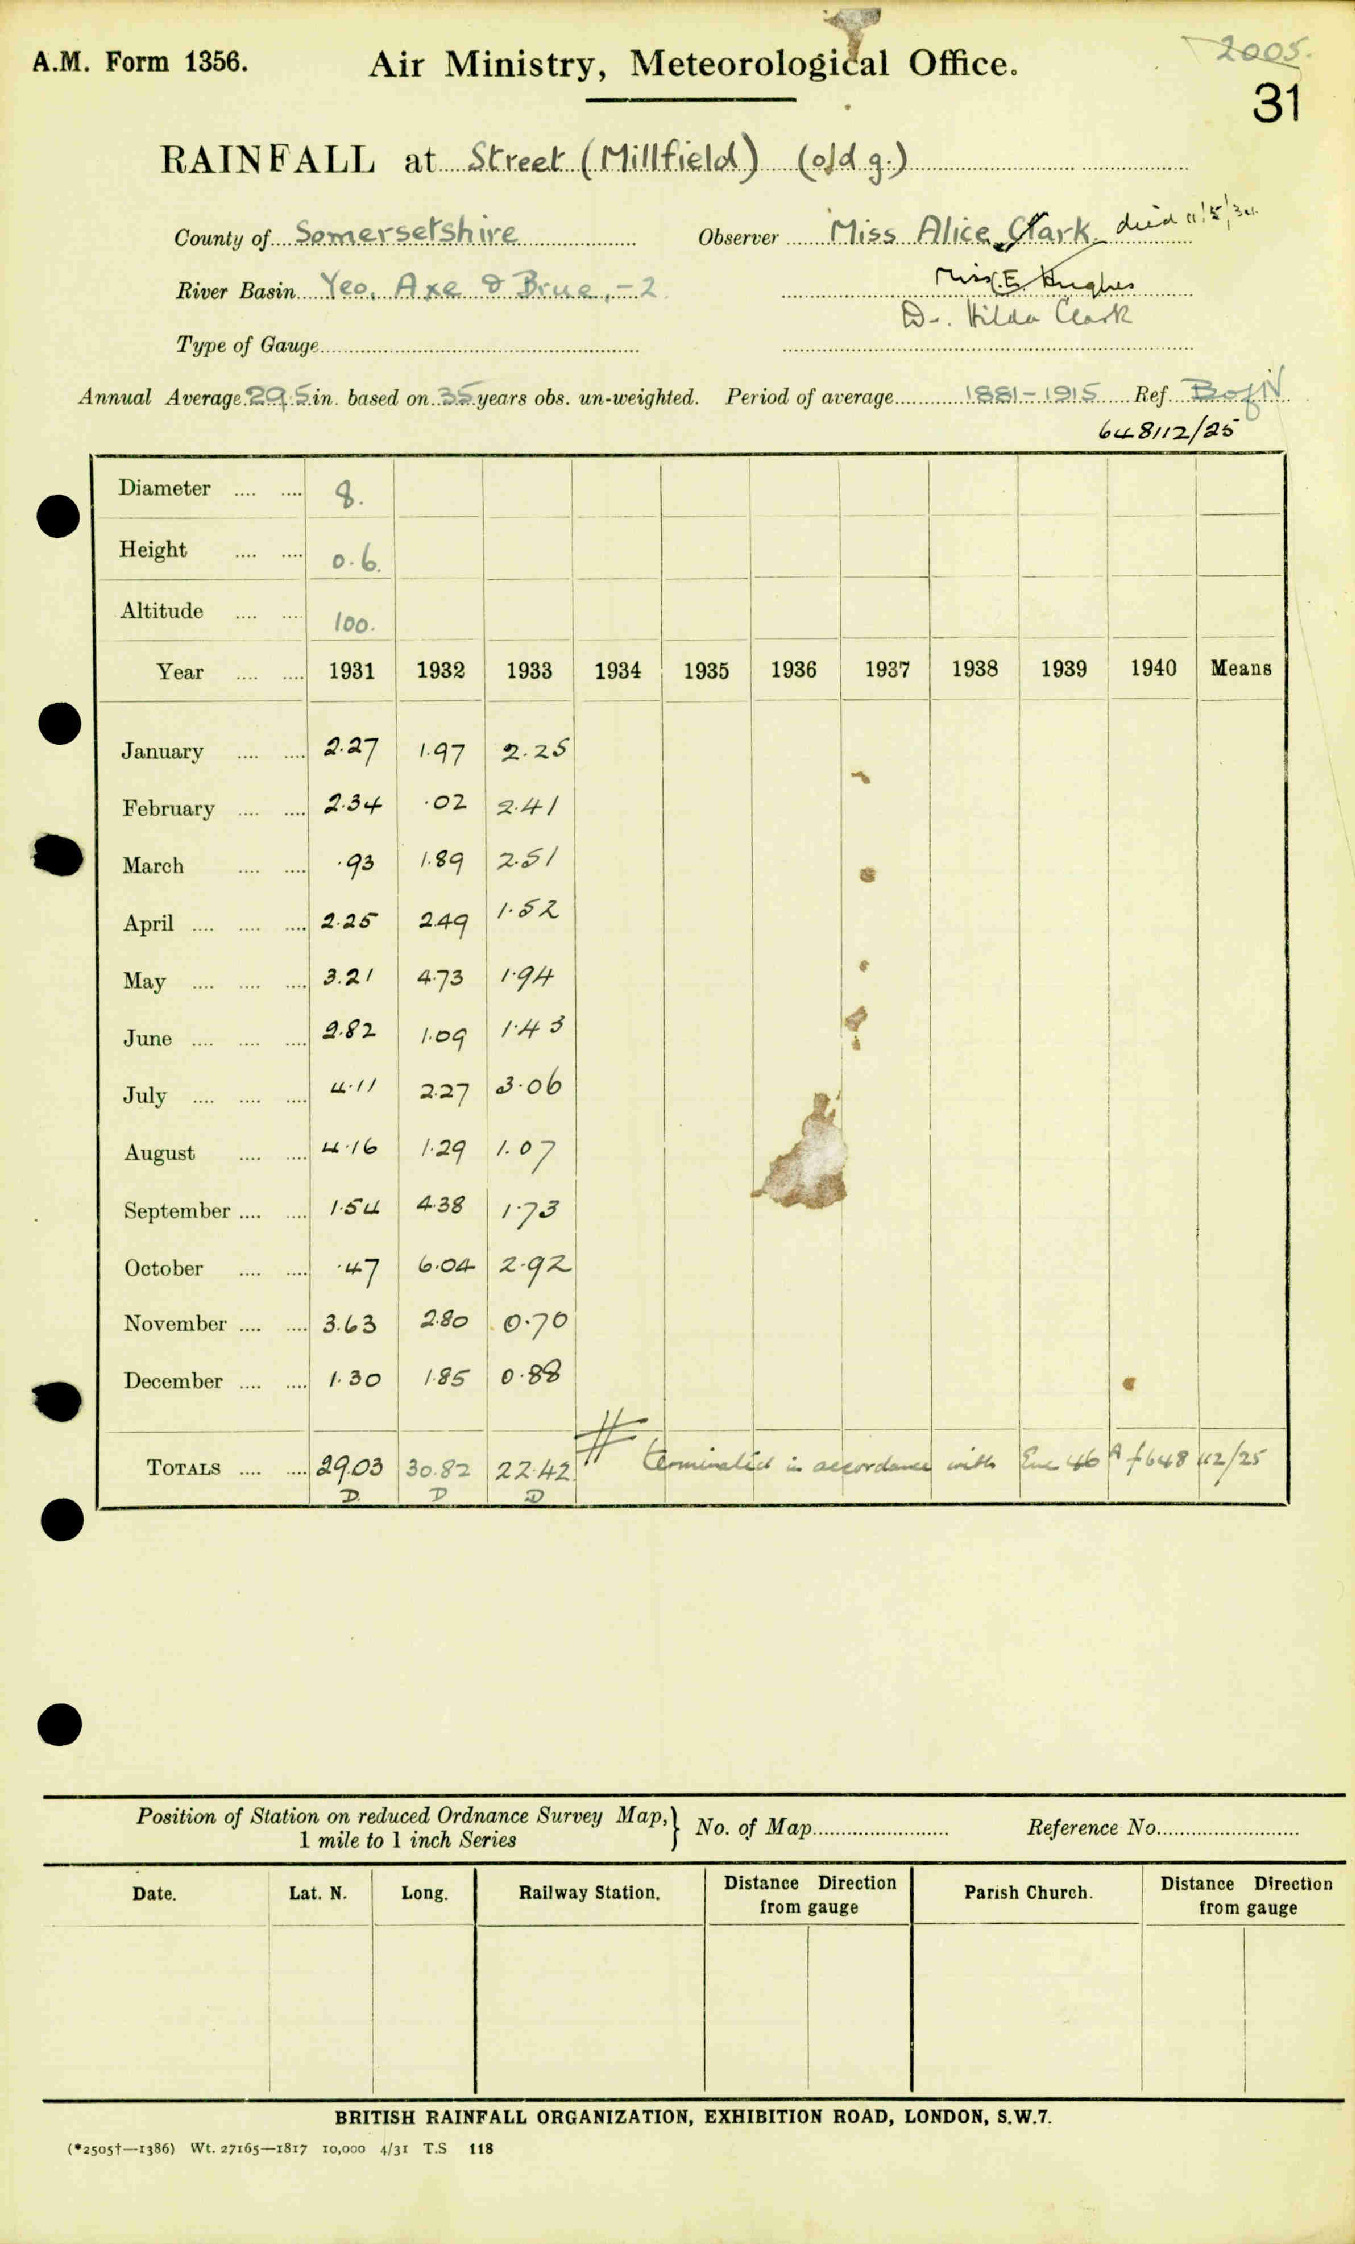 2005.
A.M. Form 1356. Air Ministry, Meteorological Office.
31
RAINFALL at Street (Millfield) (old g.)
County of Somersetshire Observer Miss Alice Clark died 11/5/34
River Basin Yeo, Axe & Brue, -2 Miss E. Hughes
Dr. Hilda Clark
Type of Gauge
Annual Average 29.5 in. based on 35 years obs. un-weighted. Period of average 1881-1915 Ref. B of IV
648112/25
Diameter .... .... 8.
Height .... .... 0.6.
Altitude .... .... 100.
Year .... .... 1931 1932 1933 1934 1935 1936 1937 1938 1939 1940 Means
January .... .... 2.27 1.97 2.25
February .... .... 2.34 .02 2.41
March .... .... .93 1.89 2.51
April .... .... .... 2.25 2.49 1.52
May .... .... .... 3.21 4.73 1.94
June .... .... .... 2.82 1.09 1.43
July .... .... .... 4.11 2.27 3.06
August .... .... 4.16 1.29 1.07
September .... .... 1.54 4.38 1.73
October .... .... .47 6.04 2.92
November .... .... 3.63 2.80 0.70
December .... .... 1.30 1.85 0.88
TOTALS .... .... 29.03 30.82 22.42 terminated in accordance with Enc 46A of 648112/25
D D D
Position of Station on reduced Ordnance Survey Map,} No. of Map Reference No.
1 mile to 1 inch Series
Date. Lat. N. Long. Railway Station. Distance Direction from gauge Parish Church. Distance Direction from gauge
BRITISH RAINFALL ORGANIZATION, EXHIBITION ROAD, LONDON, S.W.7.
(*2505†—1386) Wt. 27165—1817 10,000 4/31 T.S 118